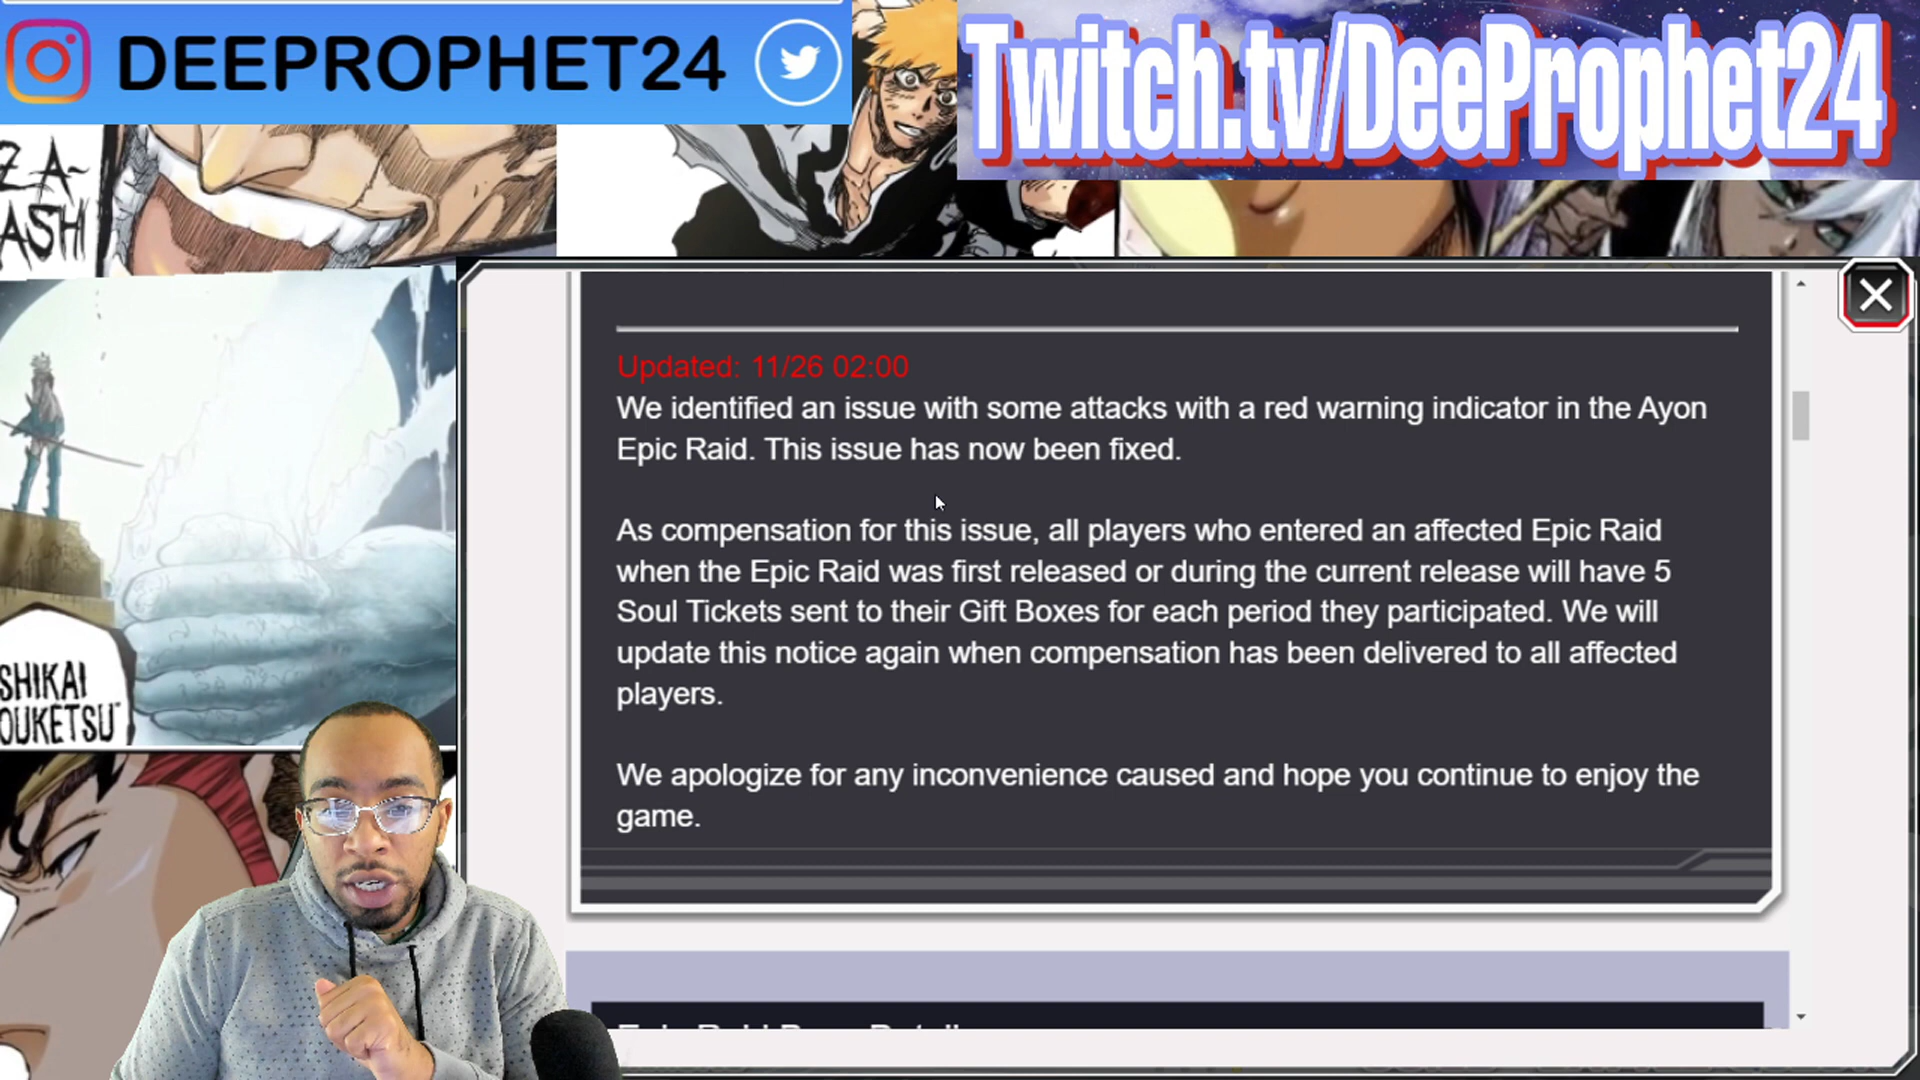 DEEPROPHET24
Twitch.tv/DeeProphet24
ASH
Updated: 11/26 02:00
We identified an issue with some attacks with a red warning indicator in the Ayon
Epic Raid. This issue has now been fixed.
As compensation for this issue, all players who entered an affected Epic Raid
when the Epic Raid was first released or during the current release will have 5
Soul Tickets sent to their Gift Boxes for each period they participated. We will
update this notice again when compensation has been delivered to all affected
players.
We apologize for any inconvenience caused and hope you continue to enjoy the
game.
SHIKAI
OUKETSU